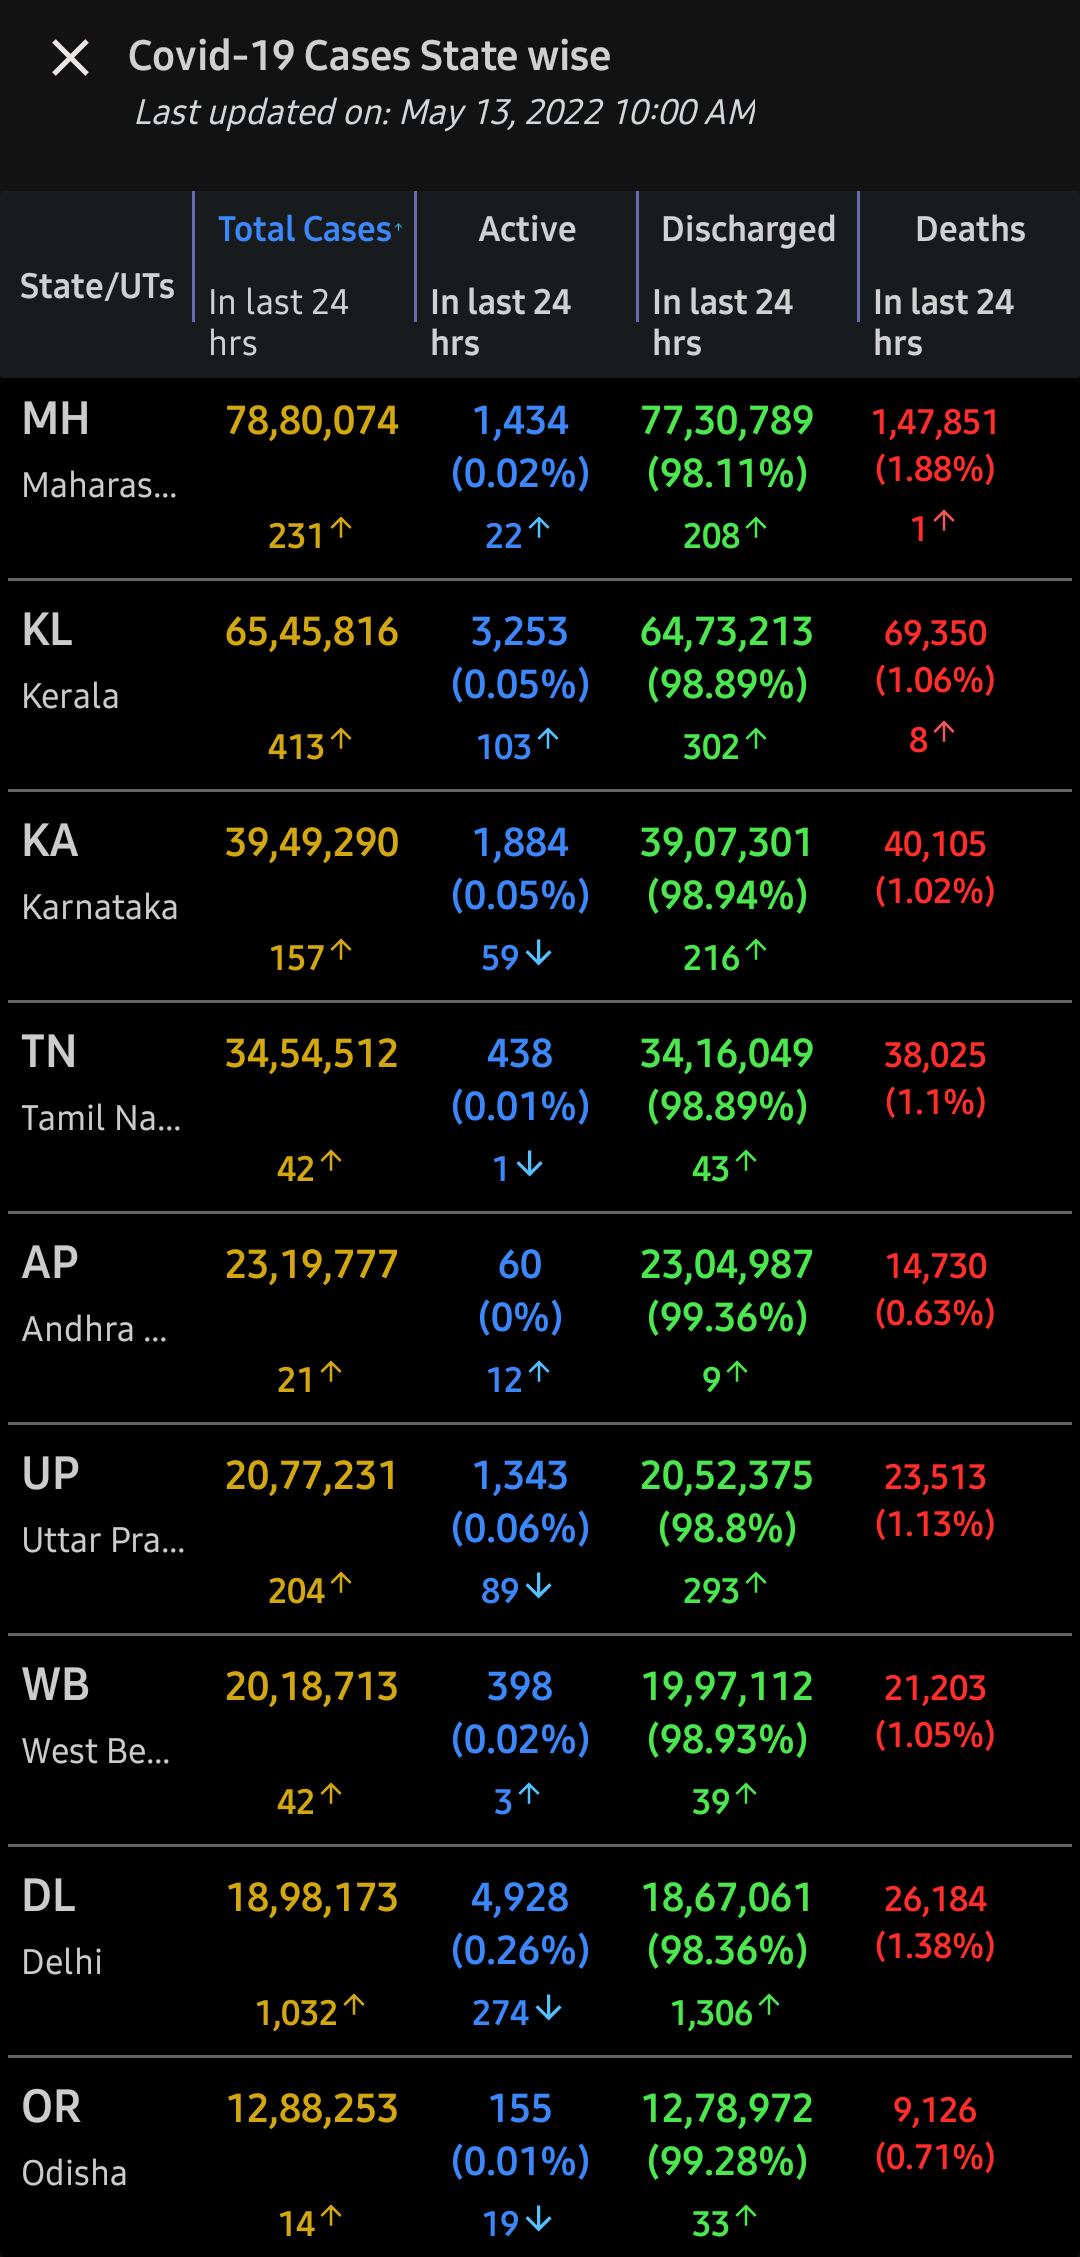 Covid-19 Cases State wise
Last updated on: May 13, 2022 10:00 AM
State/UTs
Total Cases↑ Active Discharged Deaths
In last 24 hrs In last 24 hrs In last 24 hrs In last 24 hrs
MH 78,80,074 1,434 77,30,789 1,47,851
Maharas... (0.02%) (98.11%) (1.88%)
231↑ 22↑ 208↑ 1↑
KL 65,45,816 3,253 64,73,213 69,350
Kerala (0.05%) (98.89%) (1.06%)
413↑ 103↑ 302↑ 8↑
KA 39,49,290 1,884 39,07,301 40,105
Karnataka (0.05%) (98.94%) (1.02%)
157↑ 59↓ 216↑
TN 34,54,512 438 34,16,049 38,025
Tamil Na... (0.01%) (98.89%) (1.1%)
42↑ 1↓ 43↑
AP 23,19,777 60 23,04,987 14,730
Andhra ... (0%) (99.36%) (0.63%)
21↑ 12↑ 9↑
UP 20,77,231 1,343 20,52,375 23,513
Uttar Pra... (0.06%) (98.8%) (1.13%)
204↑ 89↓ 293↑
WB 20,18,713 398 19,97,112 21,203
West Be... (0.02%) (98.93%) (1.05%)
42↑ 3↑ 39↑
DL 18,98,173 4,928 18,67,061 26,184
Delhi (0.26%) (98.36%) (1.38%)
1,032↑ 274↓ 1,306↑
OR 12,88,253 155 12,78,972 9,126
Odisha (0.01%) (99.28%) (0.71%)
14↑ 19↓ 33↑